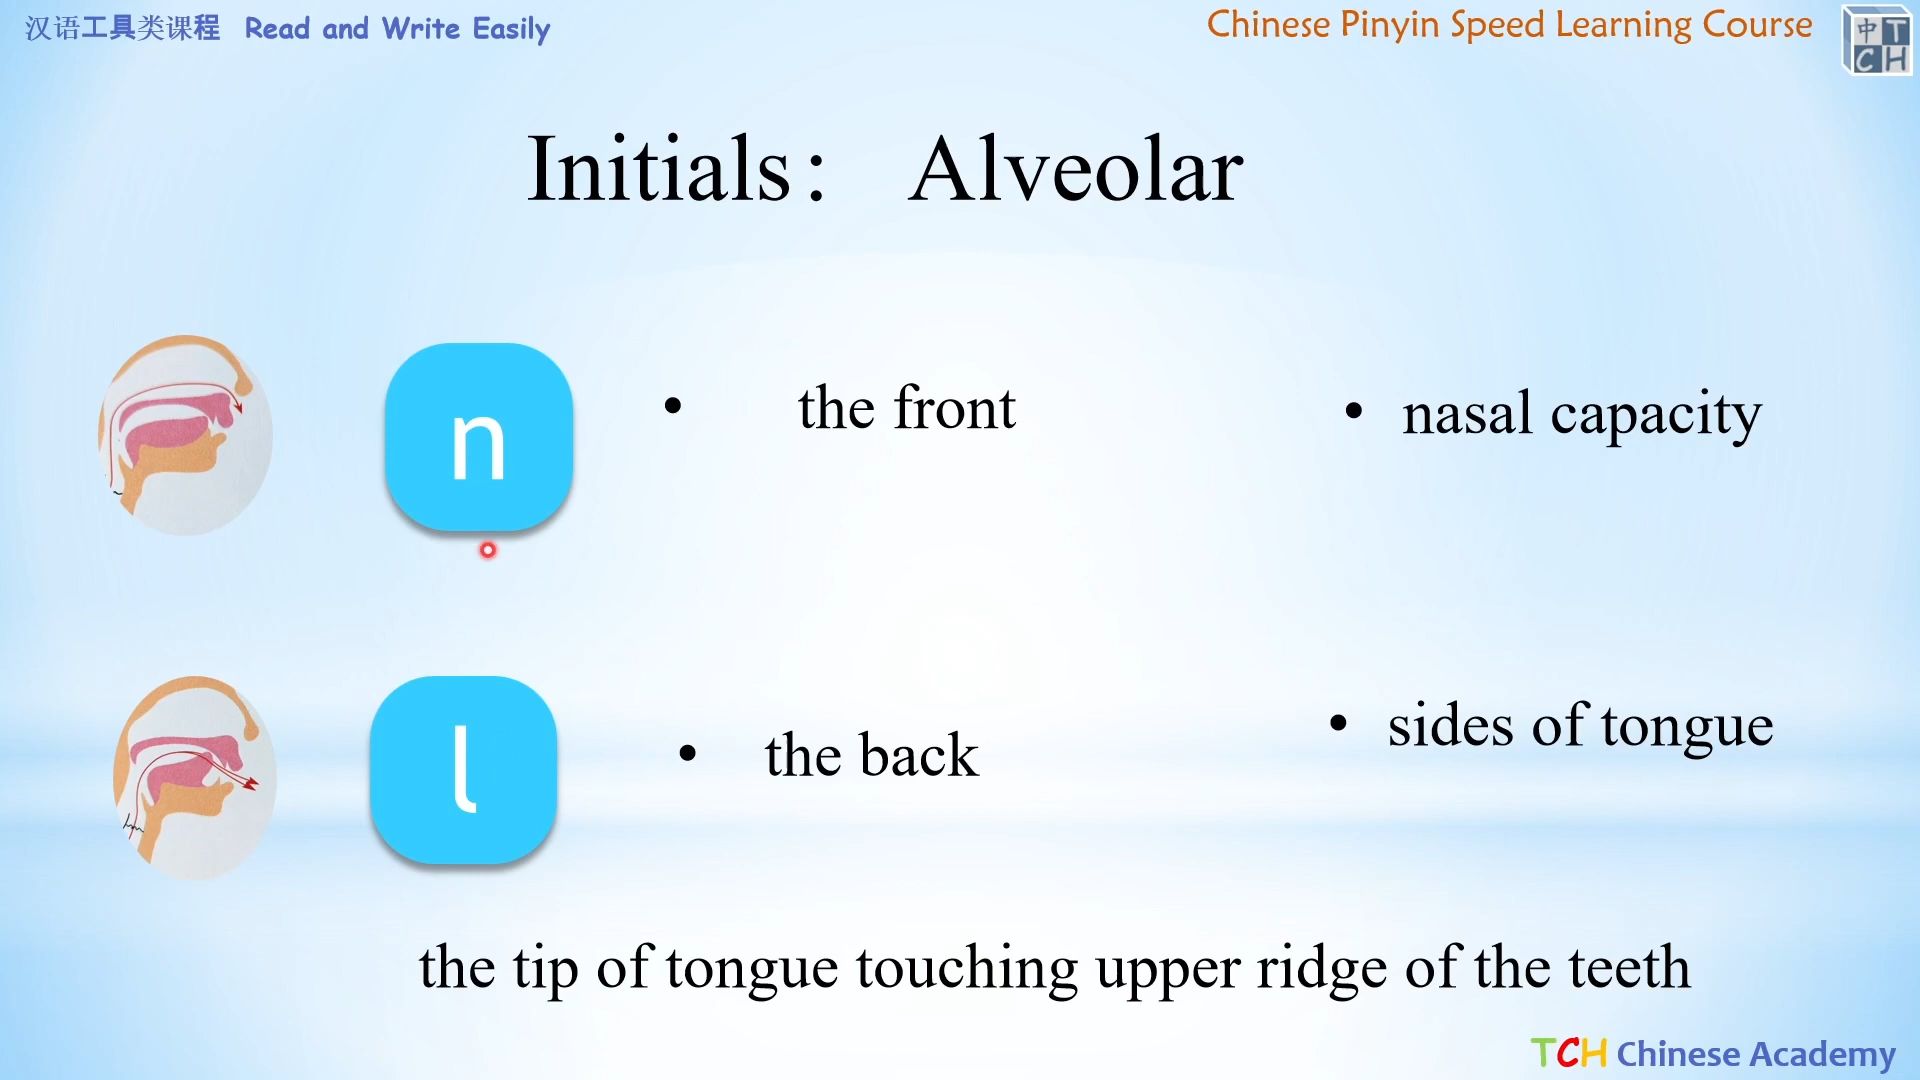 汉语工具类课程 Read and Write Easily
Chinese Pinyin Speed Learning Course
中T
CH
Initials： Alveolar
n
• the front
• nasal capacity
l
• the back
• sides of tongue
the tip of tongue touching upper ridge of the teeth
TCH Chinese Academy